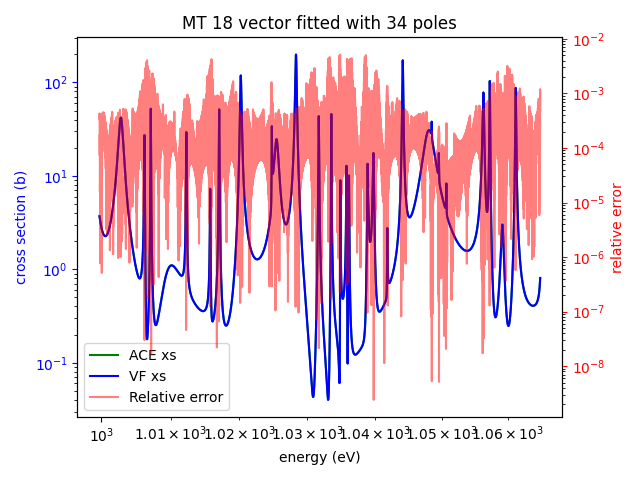 MT 18 vector fitted with 34 poles
10²
10¹
10⁰
10⁻¹
cross section (b)
10⁻²
10⁻³
10⁻⁴
10⁻⁵
10⁻⁶
10⁻⁷
10⁻⁸
relative error
ACE xs
VF xs
Relative error
10³ 1.01 × 10³ 1.02 × 10³ 1.03 × 10³ 1.04 × 10³ 1.05 × 10³ 1.06 × 10³
energy (eV)